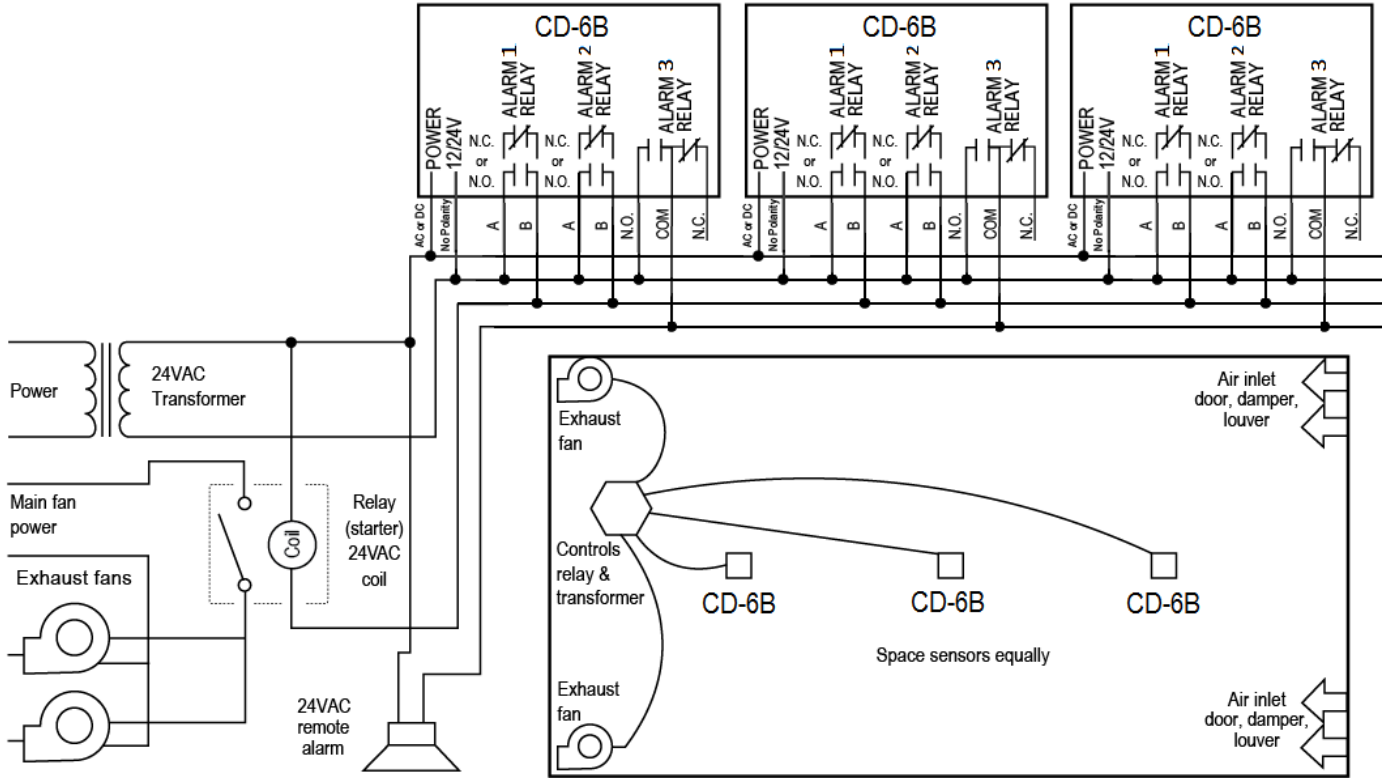 CD-6B
POWER
12/24V
N.C.
or
N.O.
ALARM 1
RELAY
N.C.
or
N.O.
ALARM 2
RELAY
ALARM 3
RELAY
AC or DC
No Polarity
A
B
A
B
N.O.
COM
N.C.
CD-6B
POWER
12/24V
N.C.
or
N.O.
ALARM 1
RELAY
N.C.
or
N.O.
ALARM 2
RELAY
ALARM 3
RELAY
AC or DC
No Polarity
A
B
A
B
N.O.
COM
N.C.
CD-6B
POWER
12/24V
N.C.
or
N.O.
ALARM 1
RELAY
N.C.
or
N.O.
ALARM 2
RELAY
ALARM 3
RELAY
AC or DC
No Polarity
A
B
A
B
N.O.
COM
N.C.
Power
24VAC
Transformer
Main fan
power
Coil
Relay
(starter)
24VAC
coil
Exhaust fans
24VAC
remote
alarm
Exhaust
fan
Air inlet
door, damper,
louver
Controls
relay &
transformer
CD-6B
CD-6B
CD-6B
Space sensors equally
Exhaust
fan
Air inlet
door, damper,
louver